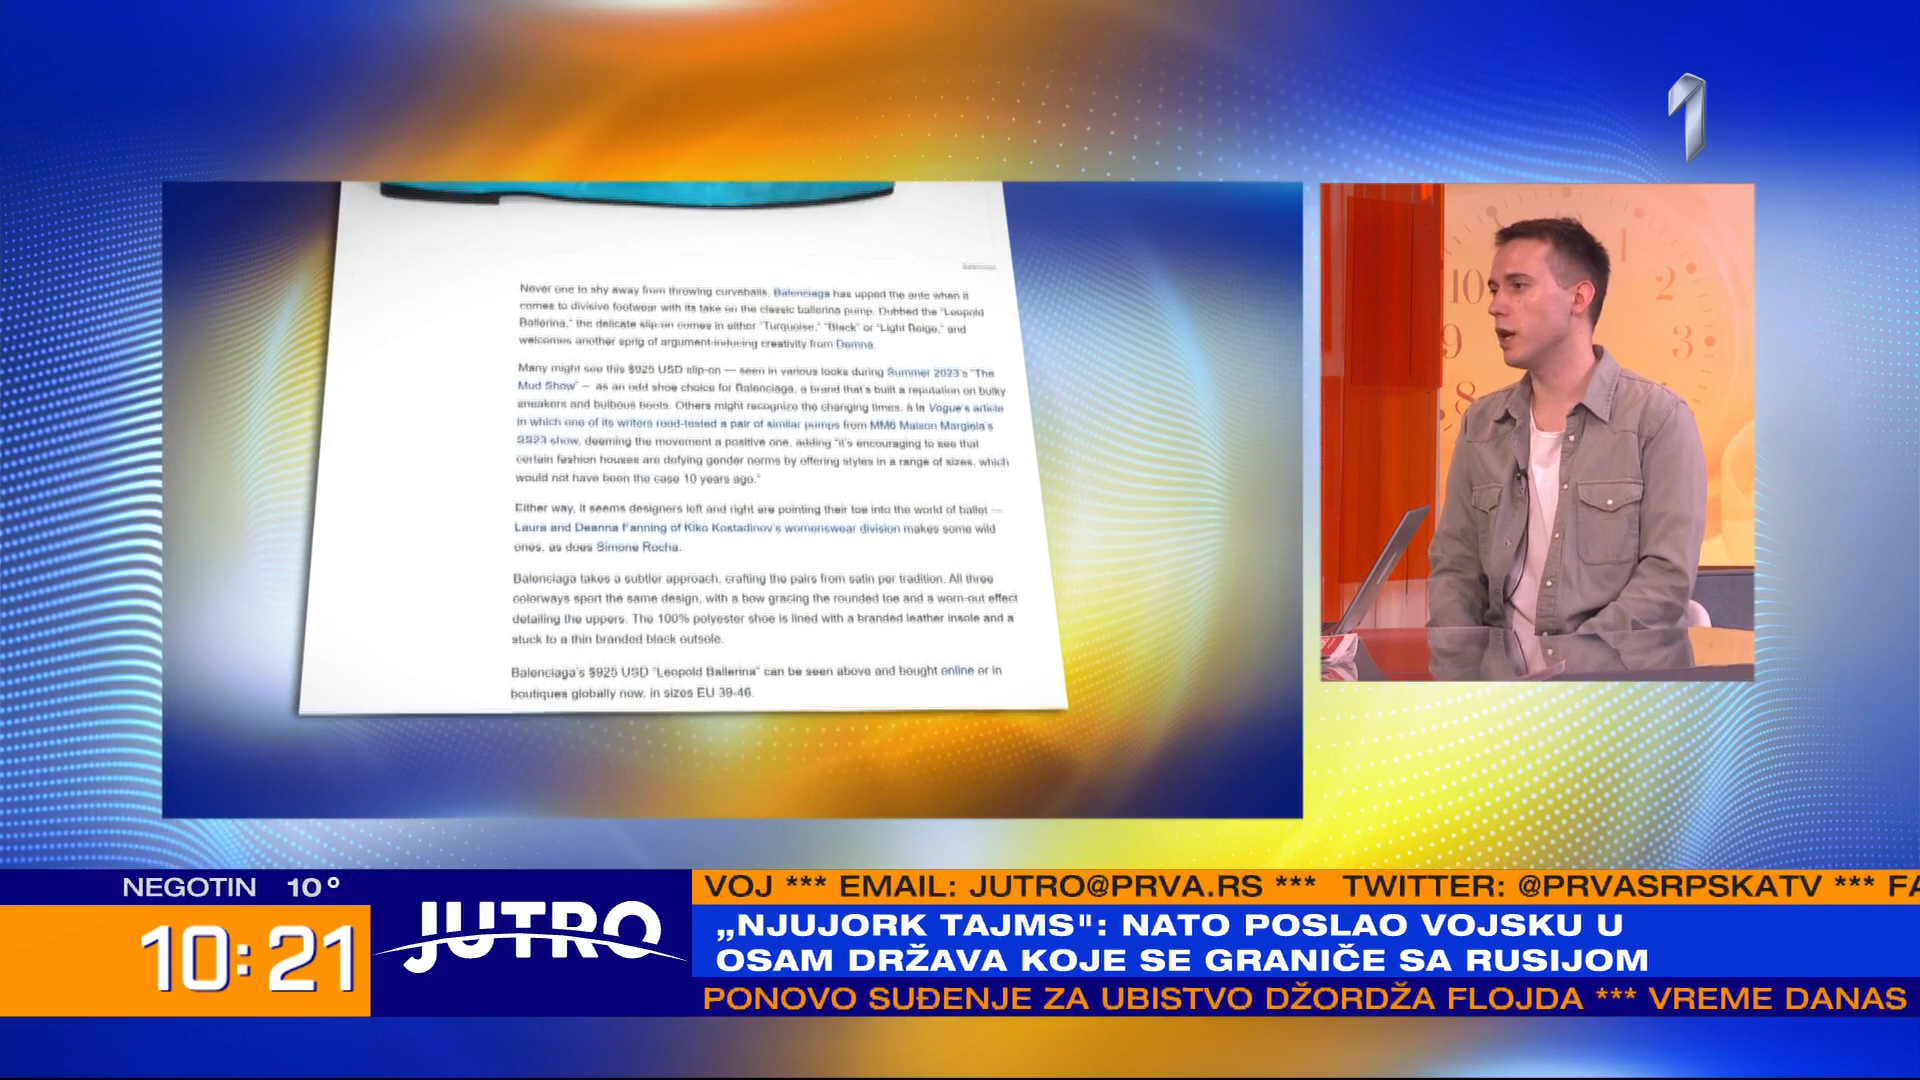 1
Balenciaga
Never one to shy away from throwing curveballs, Balenciaga has upped the ante when it
comes to divisive footwear with its take on the classic ballerina pump. Dubbed the "Leopold
Ballerina," the delicate slip-on comes in either "Turquoise," "Black" or "Light Beige," and
welcomes another sprig of argument-inducing creativity from Demna.
Many might see this $925 USD slip-on — seen in various looks during Summer 2023's "The
Mud Show" — as an odd shoe choice for Balenciaga, a brand that's built a reputation on bulky
sneakers and bulbous boots. Others might recognize the changing times, à la Vogue's article
in which one of its writers road-tested a pair of similar pumps from MM6 Maison Margiela's
SS23 show, deeming the movement a positive one, adding "it's encouraging to see that
certain fashion houses are defying gender norms by offering styles in a range of sizes, which
would not have been the case 10 years ago."
Either way, it seems designers left and right are pointing their toe into the world of ballet —
Laura and Deanna Fanning of Kiko Kostadinov's womenswear division makes some wild
ones, as does Simone Rocha.
Balenciaga takes a subtler approach, crafting the pairs from satin per tradition. All three
colorways sport the same design, with a bow gracing the rounded toe and a worn-out effect
detailing the uppers. The 100% polyester shoe is lined with a branded leather insole and a
stuck to a thin branded black outsole.
Balenciaga's $925 USD "Leopold Ballerina" can be seen above and bought online or in
boutiques globally now, in sizes EU 39-46.
1
10 2
9 3
8
NEGOTIN 10°
10:21
JUTRO
VOJ *** EMAIL: JUTRO@PRVA.RS *** TWITTER: @PRVASRPSKATV *** FA
„NJUJORK TAJMS": NATO POSLAO VOJSKU U
OSAM DRŽAVA KOJE SE GRANIČE SA RUSIJOM
PONOVO SUĐENJE ZA UBISTVO DŽORDŽA FLOJDA *** VREME DANAS